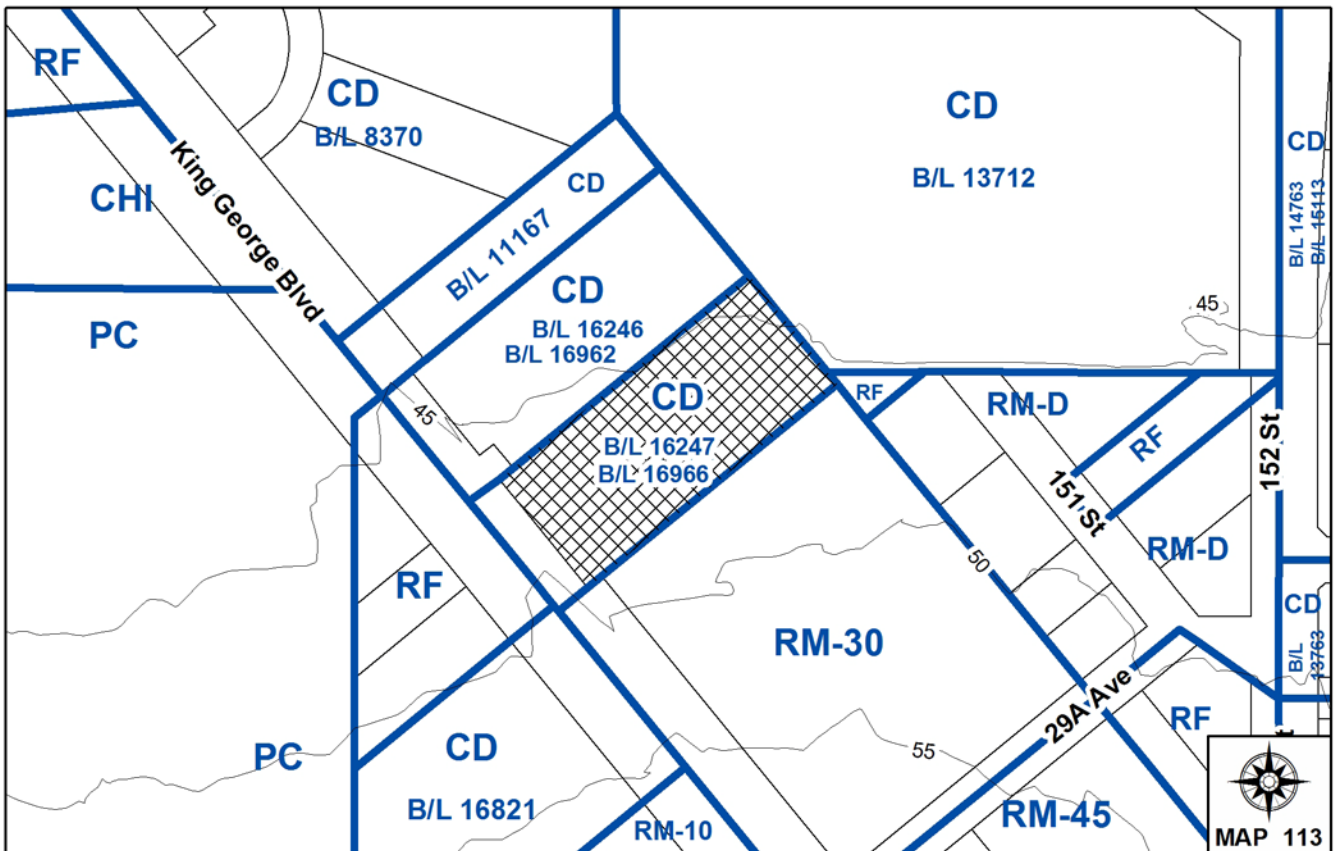 RF
CD
B/L 8370
CD
B/L 13712
CD
B/L 14763
B/L 15113
CHI
King George Blvd
CD
B/L 11167
PC
CD
B/L 16246
B/L 16962
45
45
CD
B/L 16247
B/L 16966
RF
RM-D
RF
152 St
151 St
RM-D
50
RF
RM-30
CD
B/L 13763
29A Ave
RF
PC
CD
B/L 16821
RM-10
55
RM-45
t
MAP 113